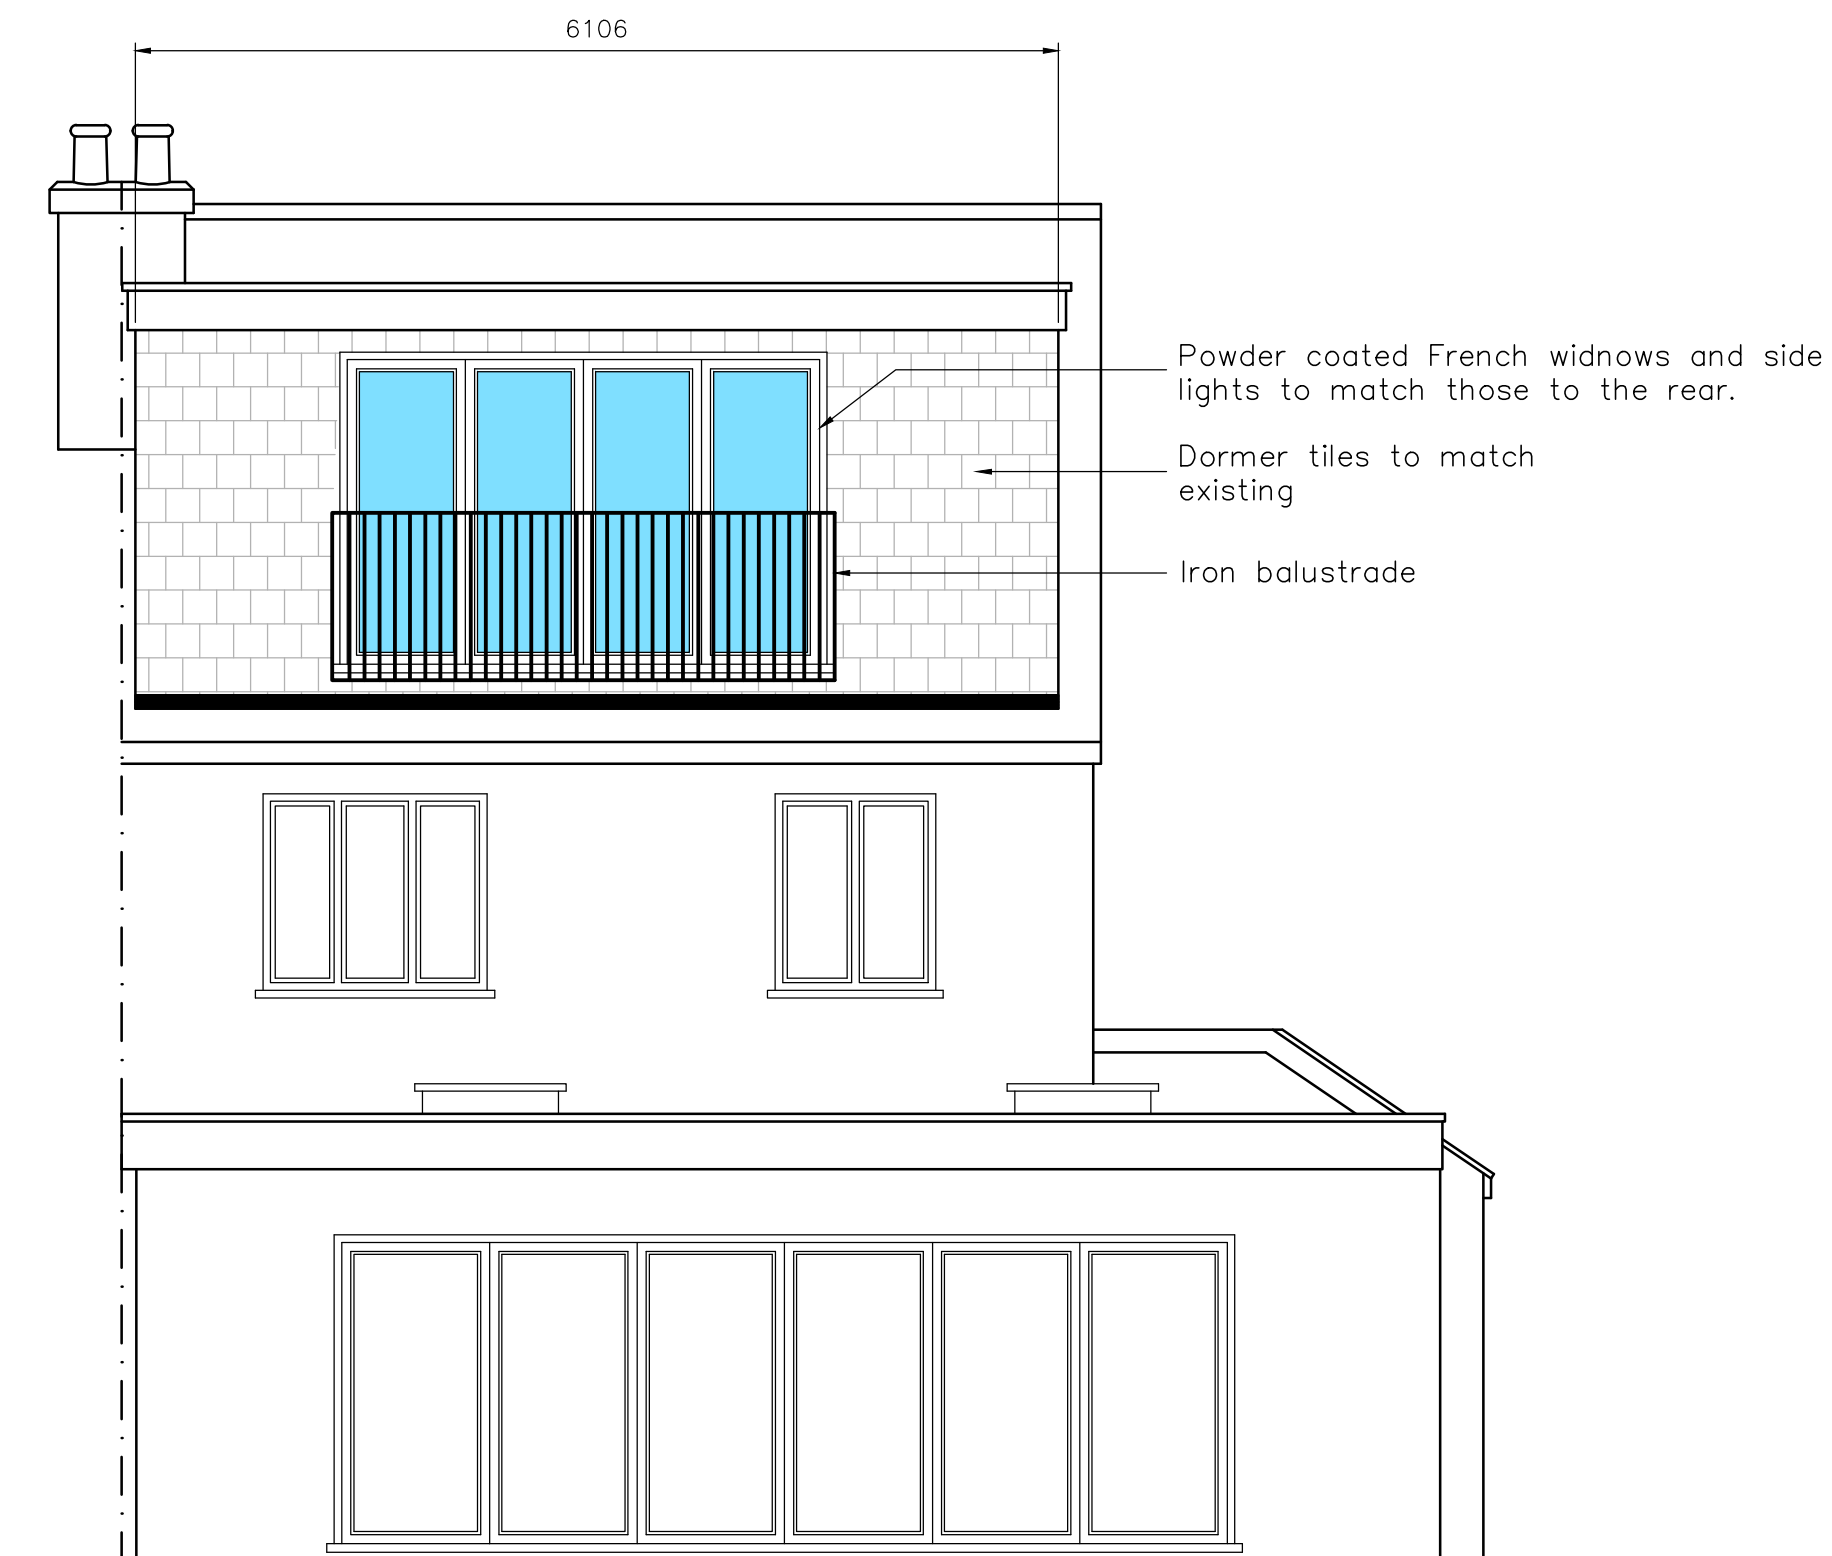 6106
Powder coated French widnows and side
lights to match those to the rear.
Dormer tiles to match
existing
Iron balustrade